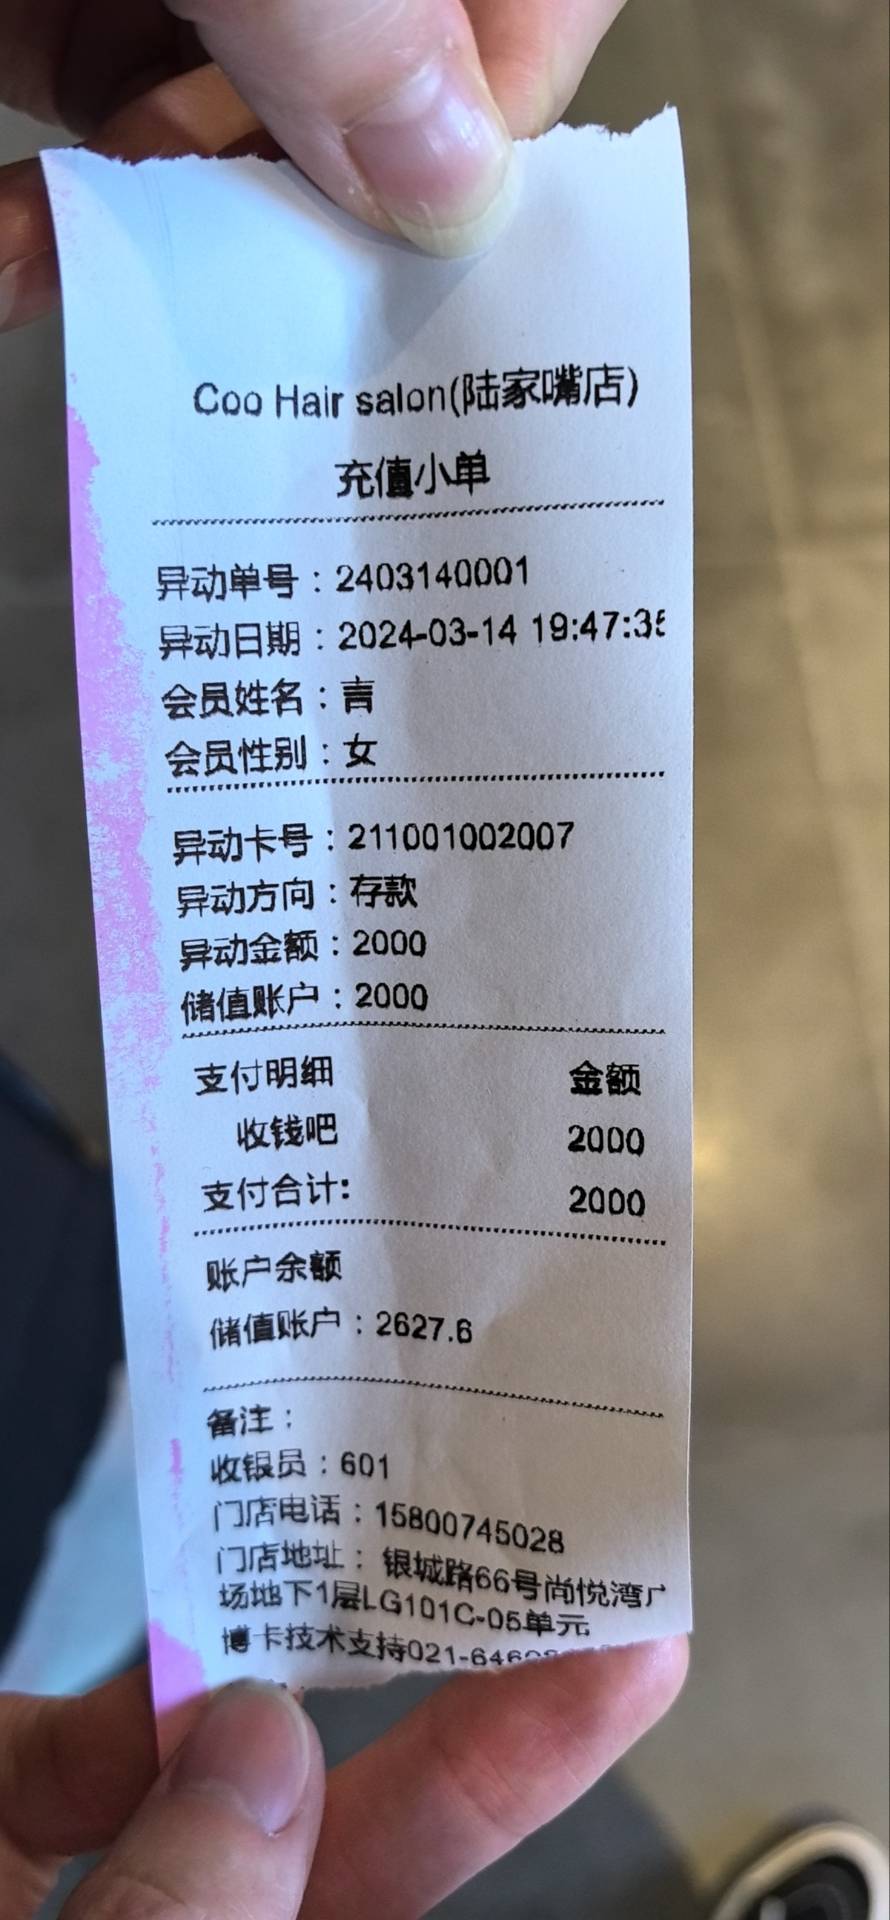 Coo Hair salon(陆家嘴店)
充值小单
异动单号：2403140001
异动日期：2024-03-14 19:47:35
会员姓名：言
会员性别：女
异动卡号：211001002007
异动方向：存款
异动金额：2000
储值账户：2000
支付明细 金额
收钱吧 2000
支付合计: 2000
账户余额
储值账户：2627.6
备注：
收银员：601
门店电话：15800745028
门店地址： 银城路66号尚悦湾广
场地下1层LG101C-05单元
博卡技术支持